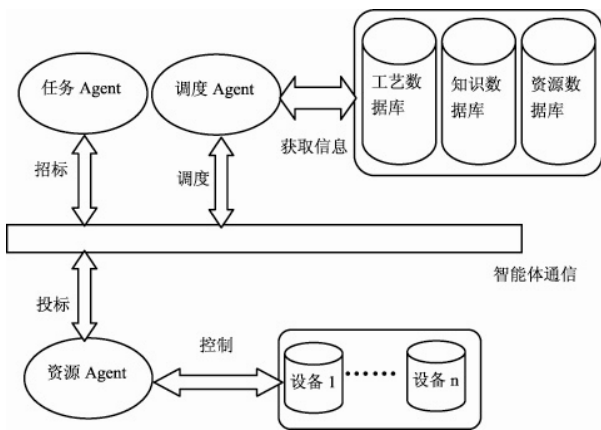 任务 Agent
调度 Agent
工艺数
据库
知识数
据库
资源数
据库
获取信息
招标
调度
智能体通信
投标
控制
资源 Agent
设备 1
······
设备 n